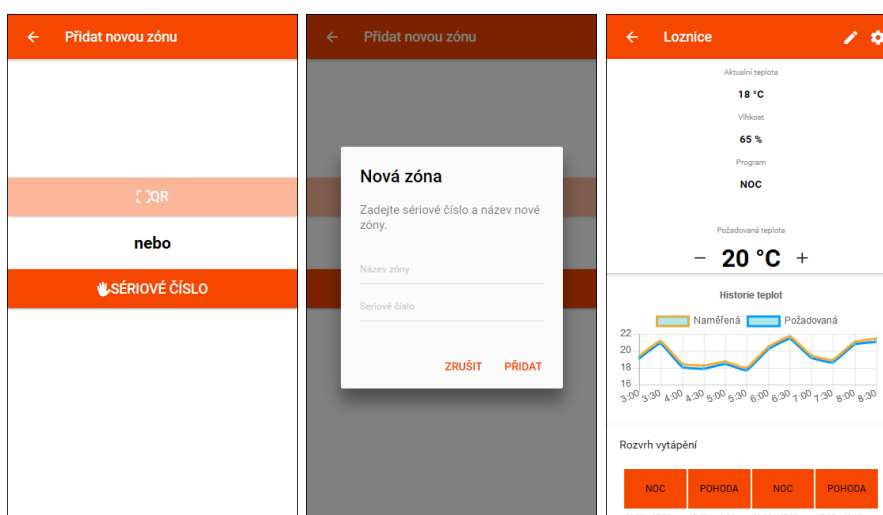 Přidat novou zónu
QR
nebo
SÉRIOVÉ ČÍSLO
Přidat novou zónu
Nová zóna
Zadejte sériové číslo a název nové
zóny.
Název zóny
Seriové číslo
ZRUŠIT PŘIDAT
Loznice
Aktualní teplota
18 °C
Vlhkost
65 %
Program
NOC
Požadovaná teplota
− 20 °C +
Historie teplot
Naměřená Požadovaná
22
20
18
16
3:00 3:30 4:00 4:30 5:00 5:30 6:00 6:30 7:00 7:30 8:00 8:30
Rozvrh vytápění
NOC POHODA NOC POHODA